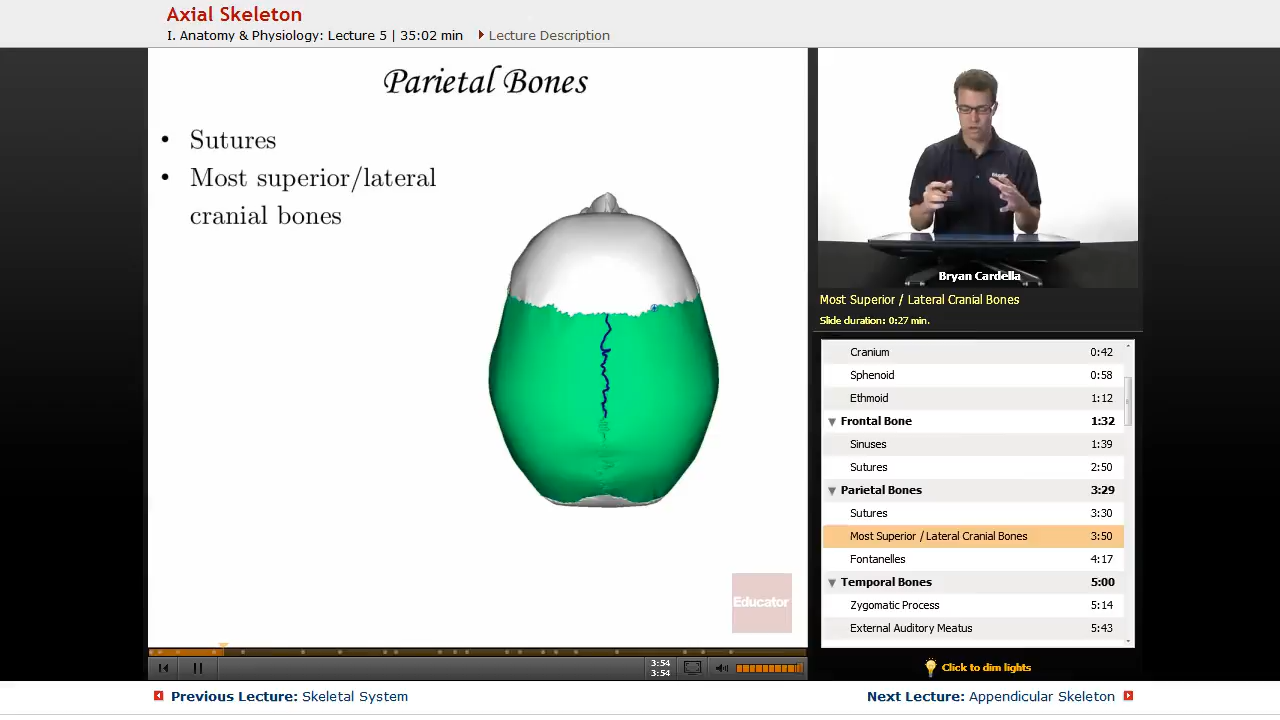 Axial Skeleton
I. Anatomy & Physiology: Lecture 5 | 35:02 min
Lecture Description
Parietal Bones
• Sutures
• Most superior/lateral
cranial bones
Educator
Bryan Cardella
Most Superior / Lateral Cranial Bones
Slide duration: 0:27 min.
Cranium 0:42
Sphenoid 0:58
Ethmoid 1:12
Frontal Bone 1:32
Sinuses 1:39
Sutures 2:50
Parietal Bones 3:29
Sutures 3:30
Most Superior / Lateral Cranial Bones 3:50
Fontanelles 4:17
Temporal Bones 5:00
Zygomatic Process 5:14
External Auditory Meatus 5:43
3:54
3:54
Click to dim lights
Previous Lecture: Skeletal System
Next Lecture: Appendicular Skeleton